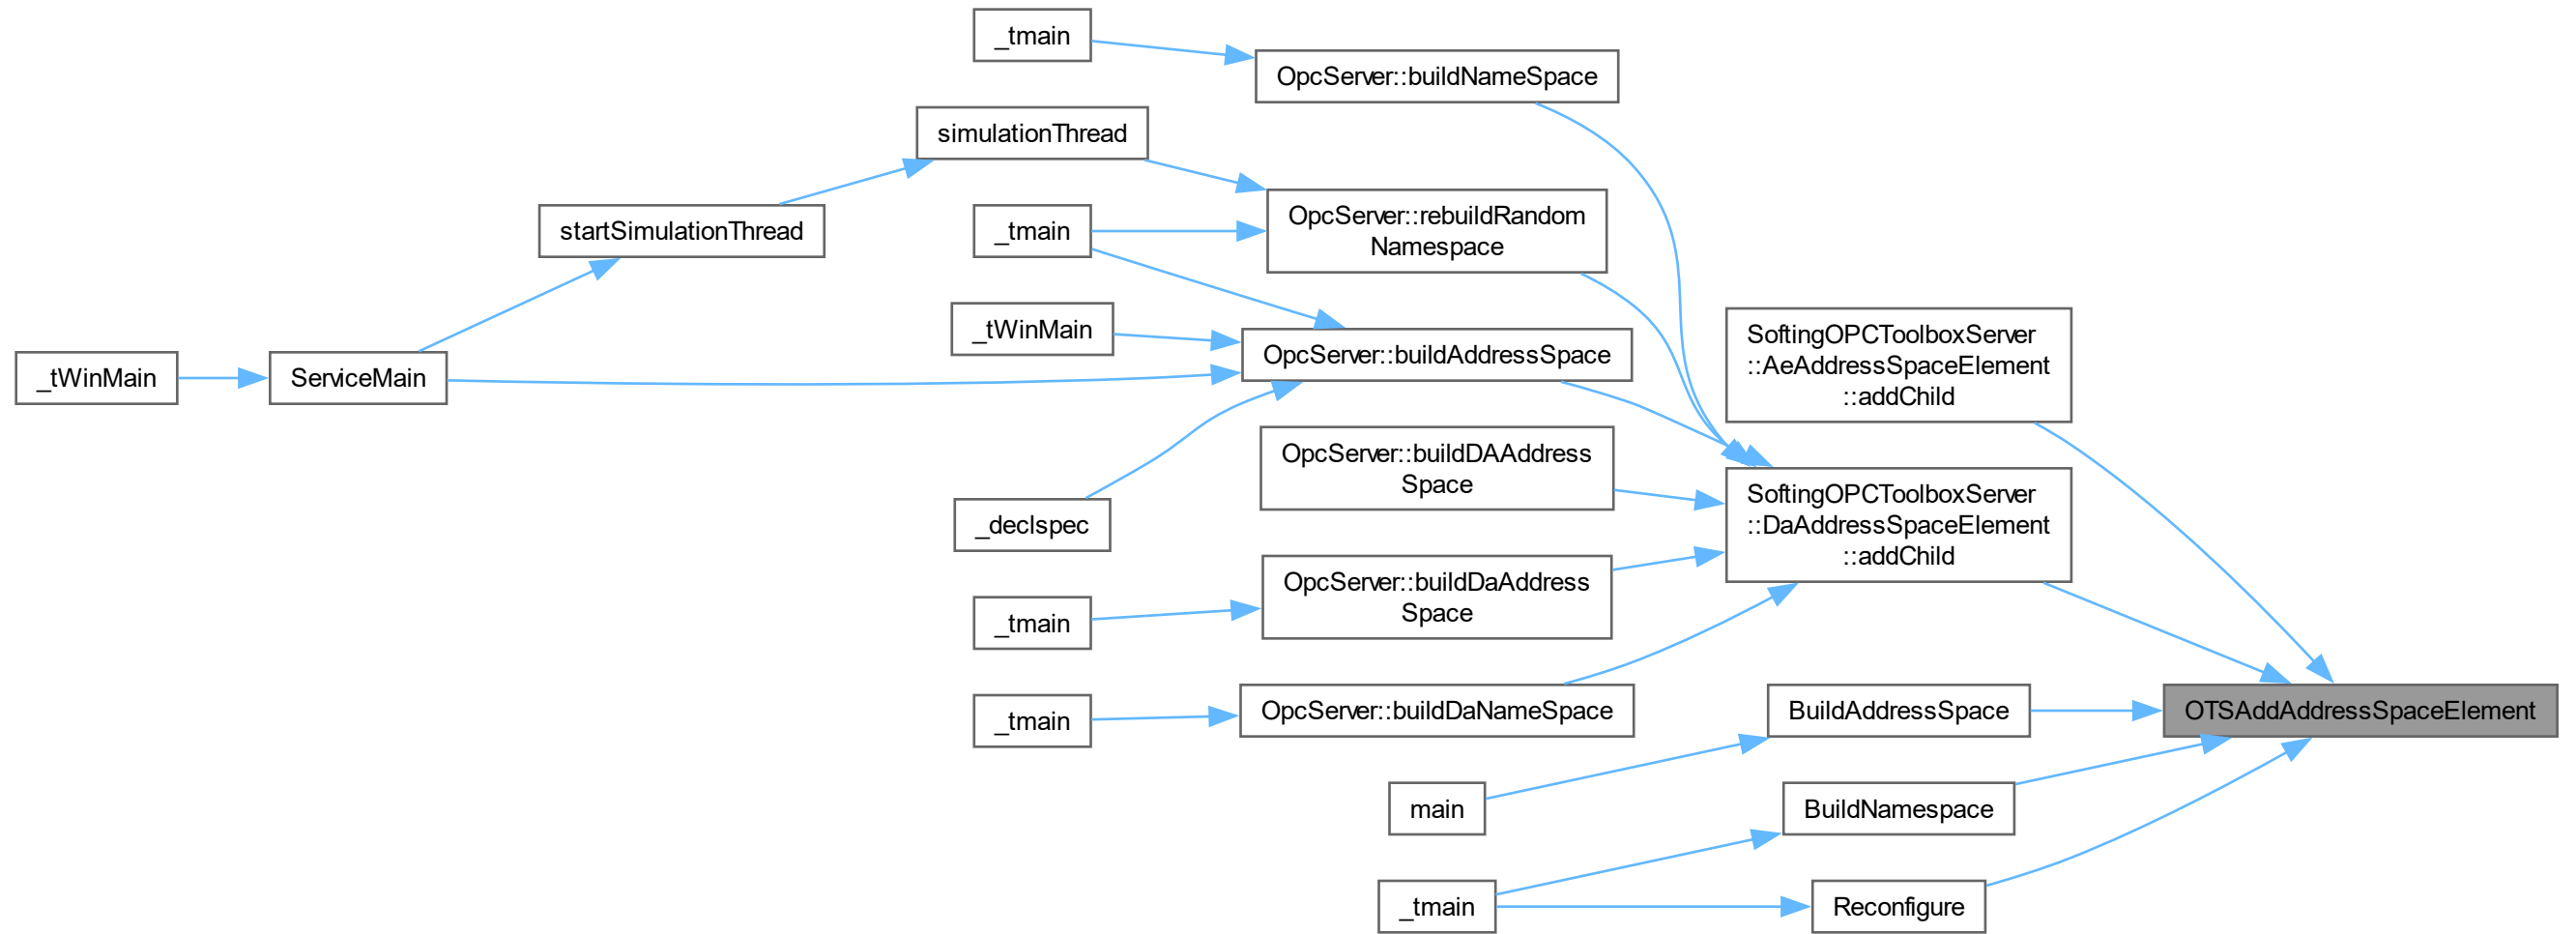 _tmain
OpcServer::buildNameSpace
simulationThread
startSimulationThread
_tmain
OpcServer::rebuildRandom
Namespace
_tWinMain
ServiceMain
_tWinMain
OpcServer::buildAddressSpace
SoftingOPCToolboxServer
::AeAddressSpaceElement
::addChild
OpcServer::buildDAAddress
Space
_declspec
SoftingOPCToolboxServer
::DaAddressSpaceElement
::addChild
OpcServer::buildDaAddress
Space
_tmain
_tmain
OpcServer::buildDaNameSpace
BuildAddressSpace
OTSAddAddressSpaceElement
main
BuildNamespace
_tmain
Reconfigure